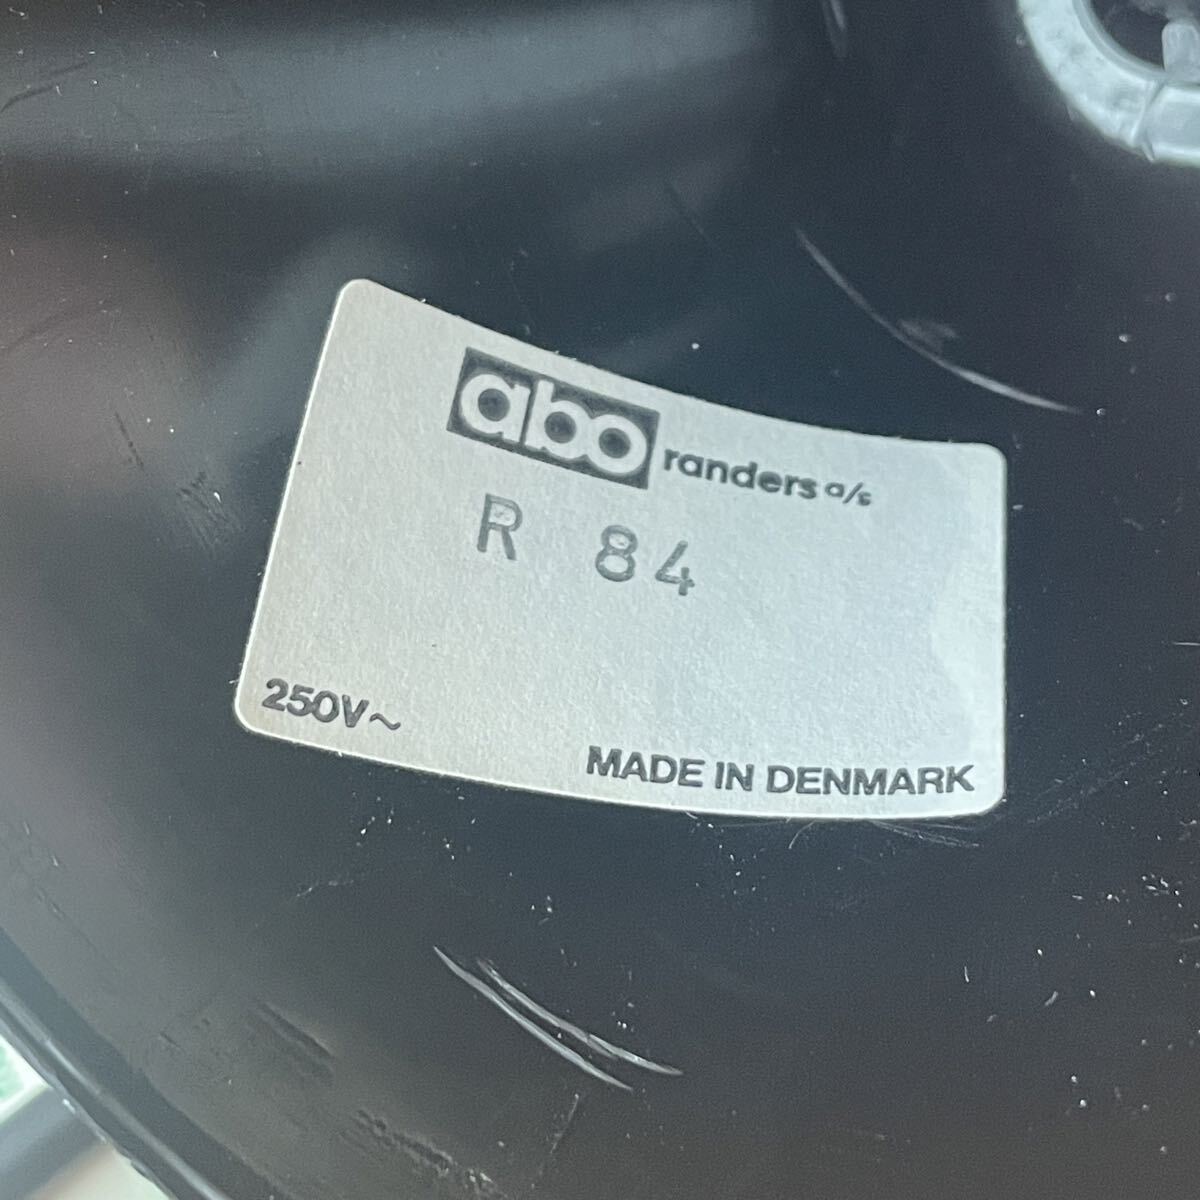 abo randers a/s
R 84
250V~
MADE IN DENMARK